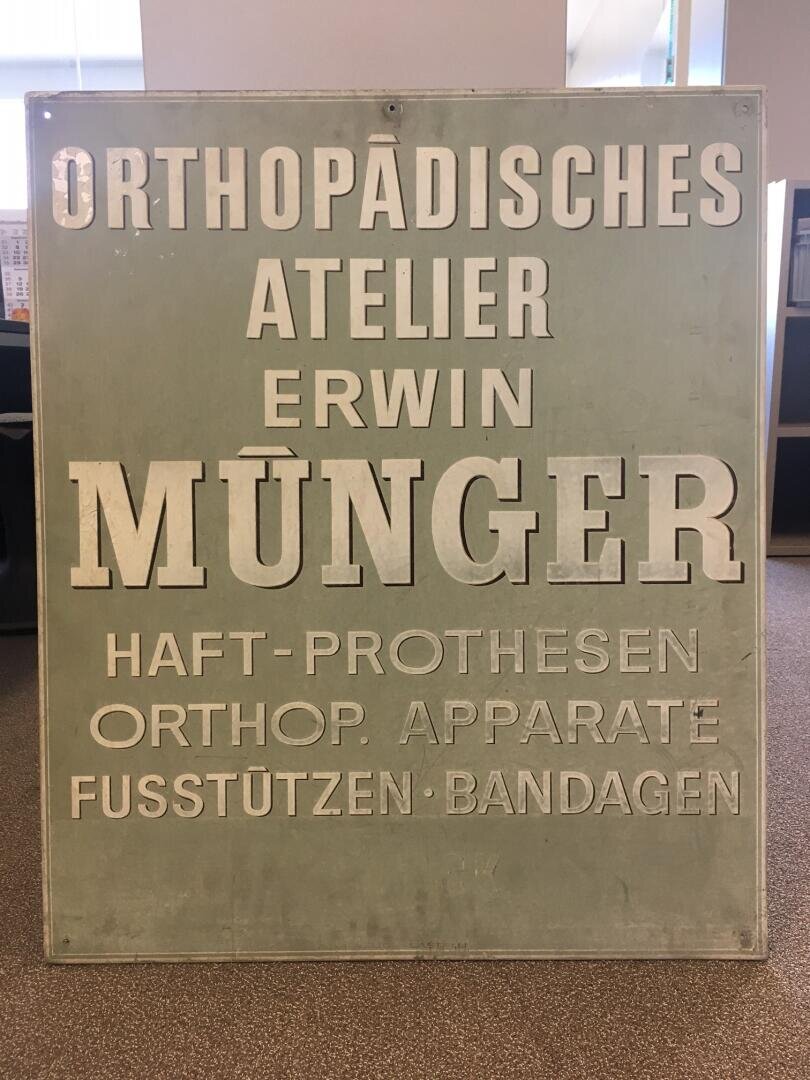 ORTHOPÄDISCHES
ATELIER
ERWIN
MÜNGER
HAFT-PROTHESEN
ORTHOP. APPARATE
FUSSTÜTZEN · BANDAGEN